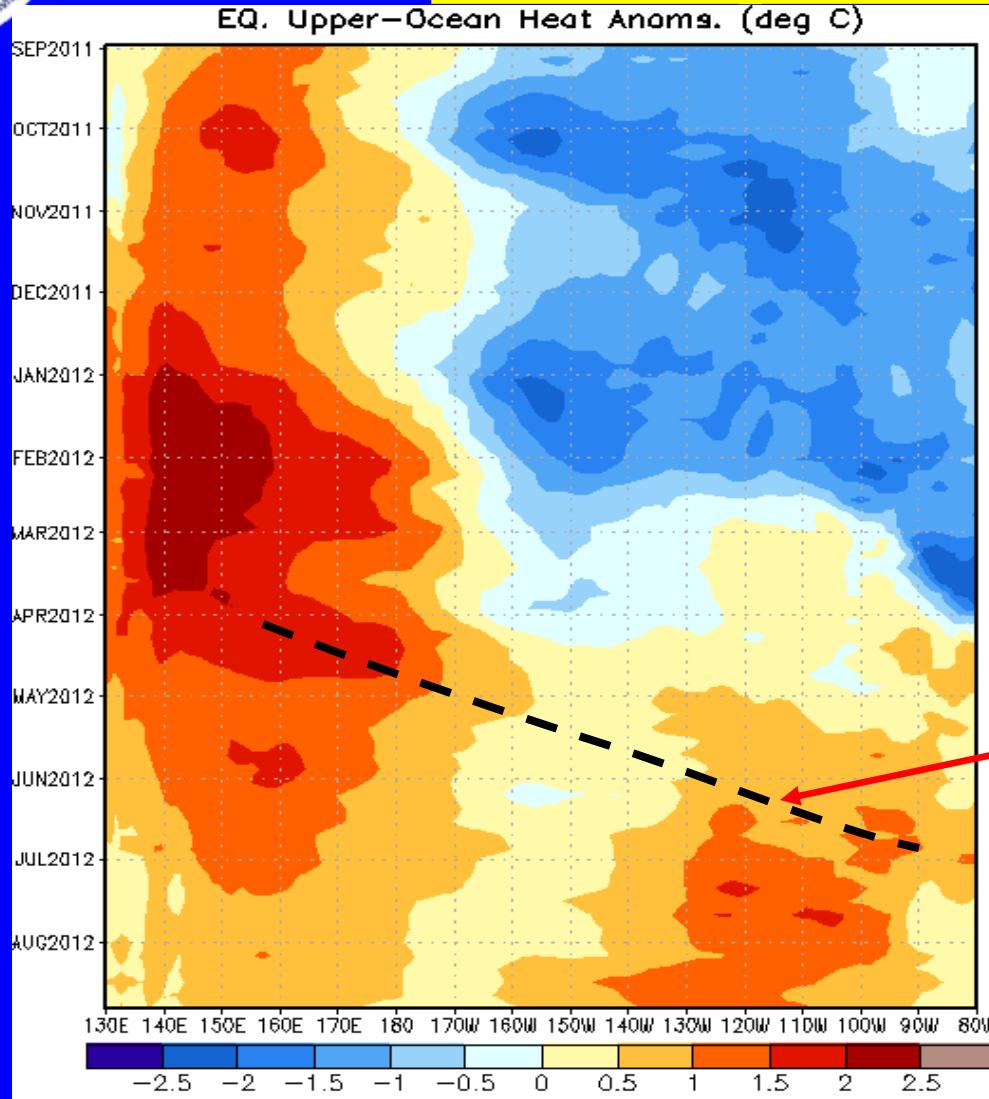 EQ. Upper-Ocean Heat Anoms. (deg C)
SEP2011
OCT2011
NOV2011
DEC2011
JAN2012
FEB2012
MAR2012
APR2012
MAY2012
JUN2012
JUL2012
AUG2012
130E 140E 150E 160E 170E 180 170W 160W 150W 140W 130W 120W 110W 100W 90W 80W
-2.5 -2 -1.5 -1 -0.5 0 0.5 1 1.5 2 2.5